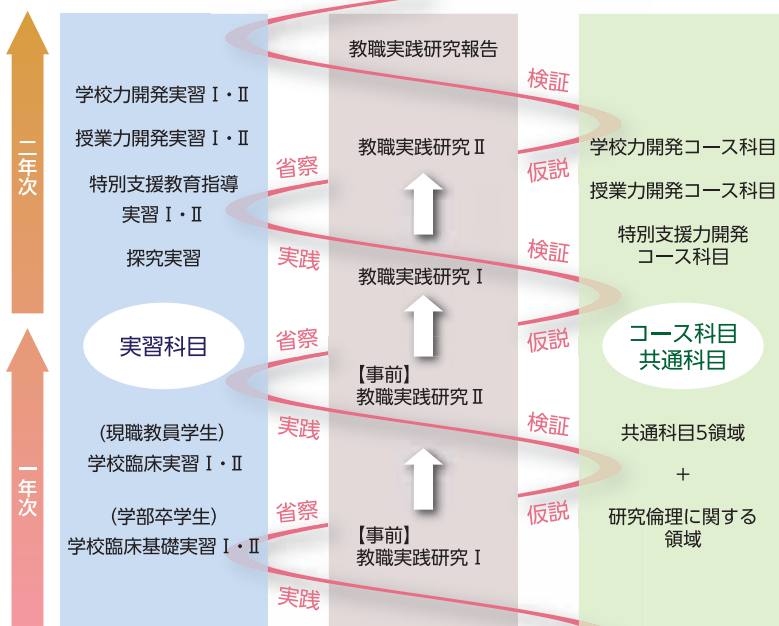 二年次
学校力開発実習Ⅰ・Ⅱ
授業力開発実習Ⅰ・Ⅱ
特別支援教育指導
実習Ⅰ・Ⅱ
探究実習
実習科目
一年次
(現職教員学生)
学校臨床実習Ⅰ・Ⅱ
(学部卒学生)
学校臨床基礎実習Ⅰ・Ⅱ
省察
実践
省察
実践
省察
実践
教職実践研究報告
教職実践研究Ⅱ
教職実践研究Ⅰ
【事前】
教職実践研究Ⅱ
【事前】
教職実践研究Ⅰ
検証
仮説
検証
仮説
検証
仮説
学校力開発コース科目
授業力開発コース科目
特別支援力開発
コース科目
コース科目
共通科目
共通科目5領域
+
研究倫理に関する
領域